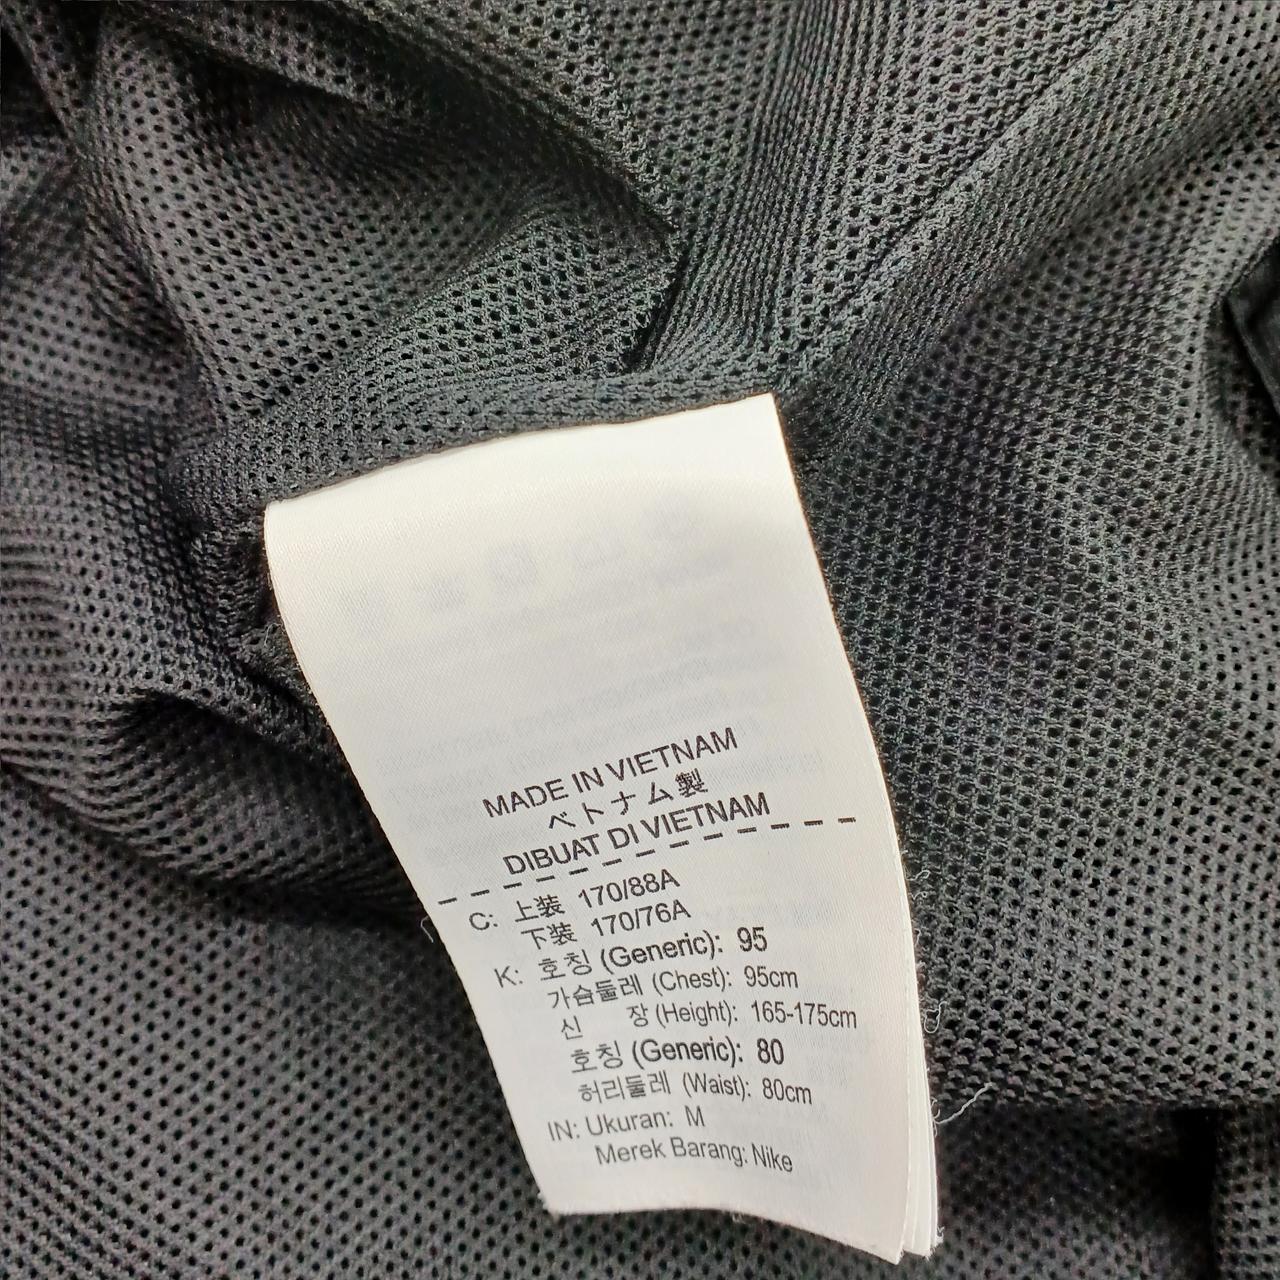 MADE IN VIETNAM
ベトナム製
DIBUAT DI VIETNAM
C: 上装 170/88A
下装 170/76A
K: 호칭 (Generic): 95
가슴둘레 (Chest): 95cm
신 장 (Height): 165-175cm
호칭 (Generic): 80
허리둘레 (Waist): 80cm
IN: Ukuran: M
Merek Barang: Nike